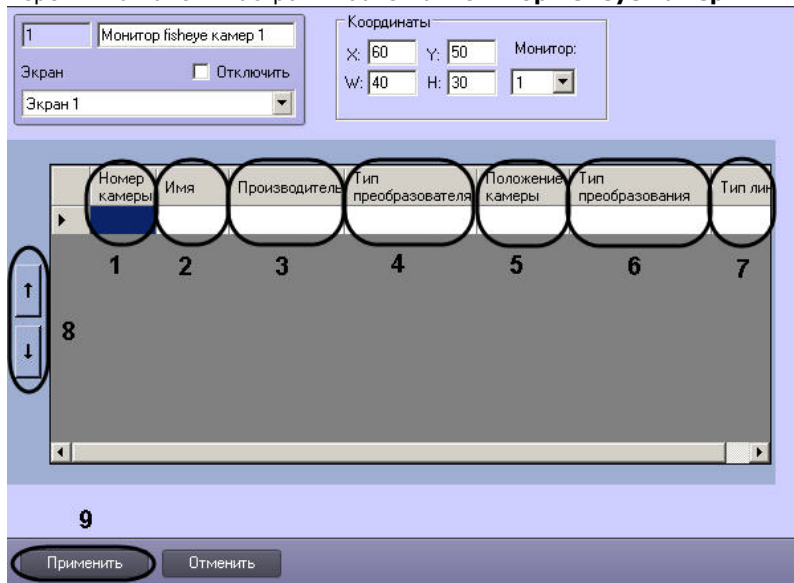 1
Монитор fisheye камер 1
Экран
Отключить
Экран 1
Координаты
X: 60 Y: 50 Монитор:
W: 40 H: 30 1
Номер камеры
Имя
Производитель
Тип преобразователя
Положение камеры
Тип преобразования
Тип лин
1 2 3 4 5 6 7
8
9
Применить Отменить